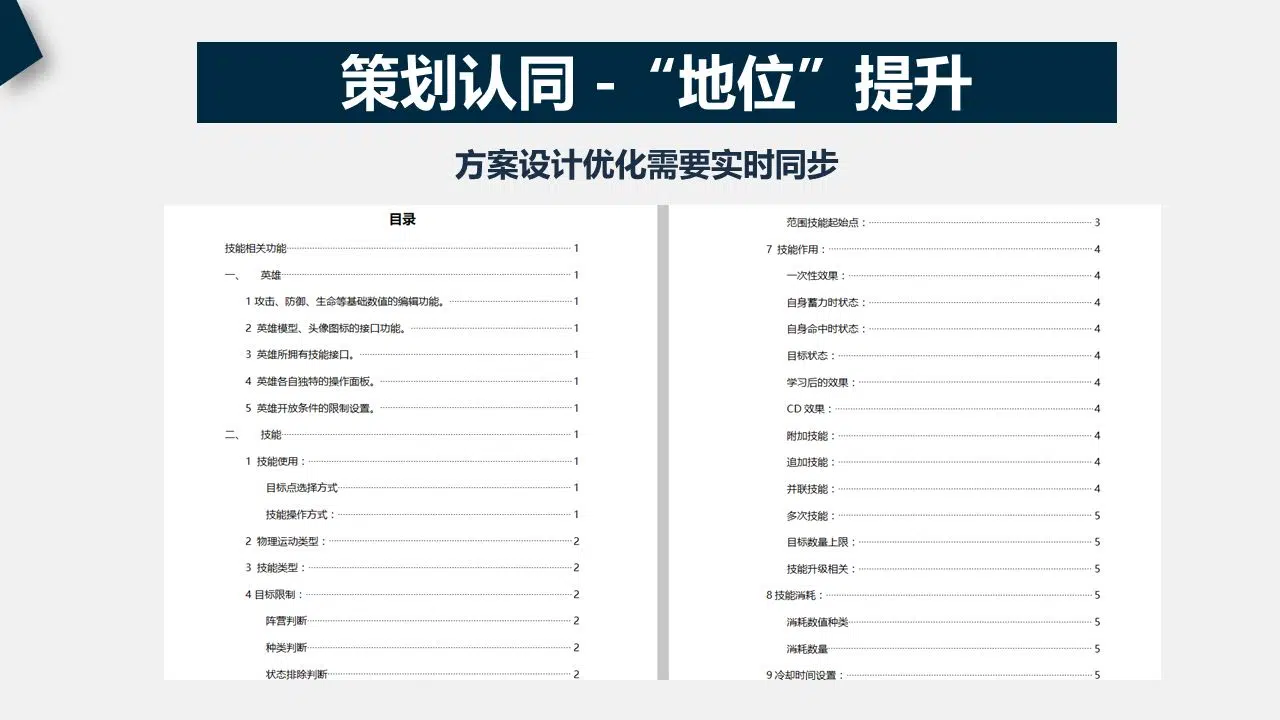 策划认同 - “地位”提升
方案设计优化需要实时同步
目录
技能相关功能 1
一、 英雄 1
1 攻击、防御、生命等基础数值的编辑功能。 1
2 英雄模型、头像图标的接口功能。 1
3 英雄所拥有技能接口。 1
4 英雄各自独特的操作面板。 1
5 英雄开放条件的限制设置。 1
二、 技能 1
1 技能使用： 1
目标点选择方式 1
技能操作方式： 1
2 物理运动类型： 2
3 技能类型： 2
4 目标限制： 2
阵营判断 2
种类判断 2
状态排除判断 2
范围技能起始点： 3
7 技能作用： 4
一次性效果： 4
自身蓄力时状态： 4
自身命中时状态： 4
目标状态： 4
学习后的效果： 4
CD 效果： 4
附加技能： 4
追加技能： 4
并联技能： 4
多次技能： 5
目标数量上限： 5
技能升级相关： 5
8 技能消耗： 5
消耗数值种类 5
消耗数量 5
9 冷却时间设置： 5